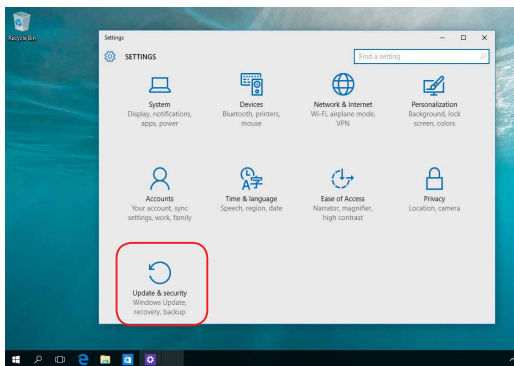 Recycle Bin
Settings
SETTINGS
Find a setting
System
Display, notifications,
apps, power
Devices
Bluetooth, printers,
mouse
Network & Internet
Wi-Fi, airplane mode,
VPN
Personalization
Background, lock
screen, colors
Accounts
Your account, sync
settings, work, family
A字
Time & language
Speech, region, date
Ease of Access
Narrator, magnifier,
high contrast
Privacy
Location, camera
Update & security
Windows Update,
recovery, backup